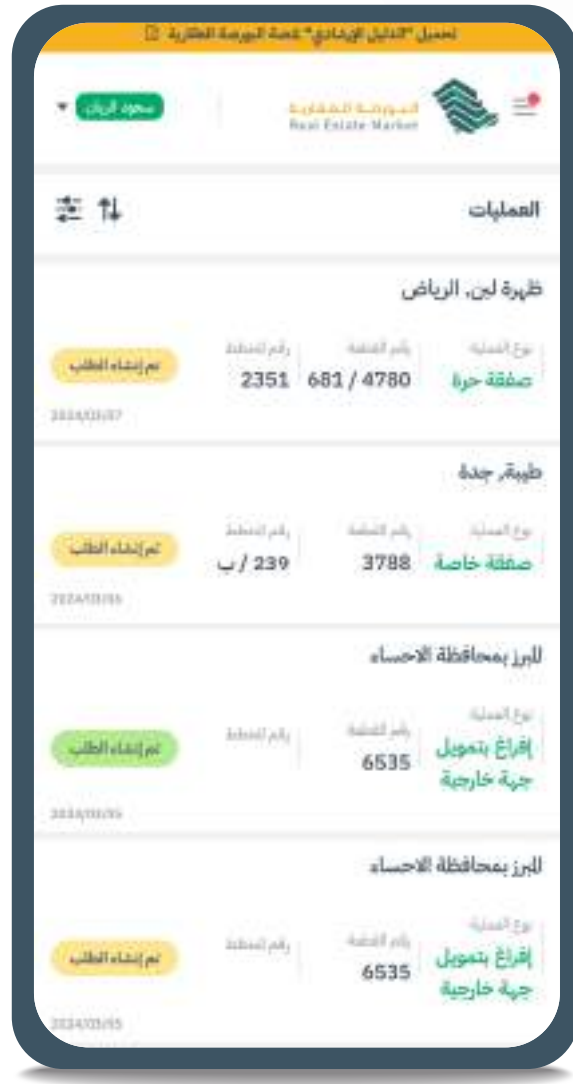 تحميل "الدليل الإرشادي" لمنصة البورصة العقارية
البورصة العقارية
Real Estate Market
سعود الريان
العمليات
ظهرة لبن، الرياض
نوع العملية رقم القطعة رقم المخطط
صفقة حرة 681 / 4780 2351
تم إنشاء الطلب
طيبة، جدة
نوع العملية رقم القطعة رقم المخطط
صفقة خاصة 3788 239 / ب
تم إنشاء الطلب
المبرز بمحافظة الاحساء
نوع العملية رقم القطعة رقم المخطط
إفراغ بتمويل
جهة خارجية
6535
تم إنشاء الطلب
المبرز بمحافظة الاحساء
نوع العملية رقم القطعة رقم المخطط
إفراغ بتمويل
جهة خارجية
6535
تم إنشاء الطلب